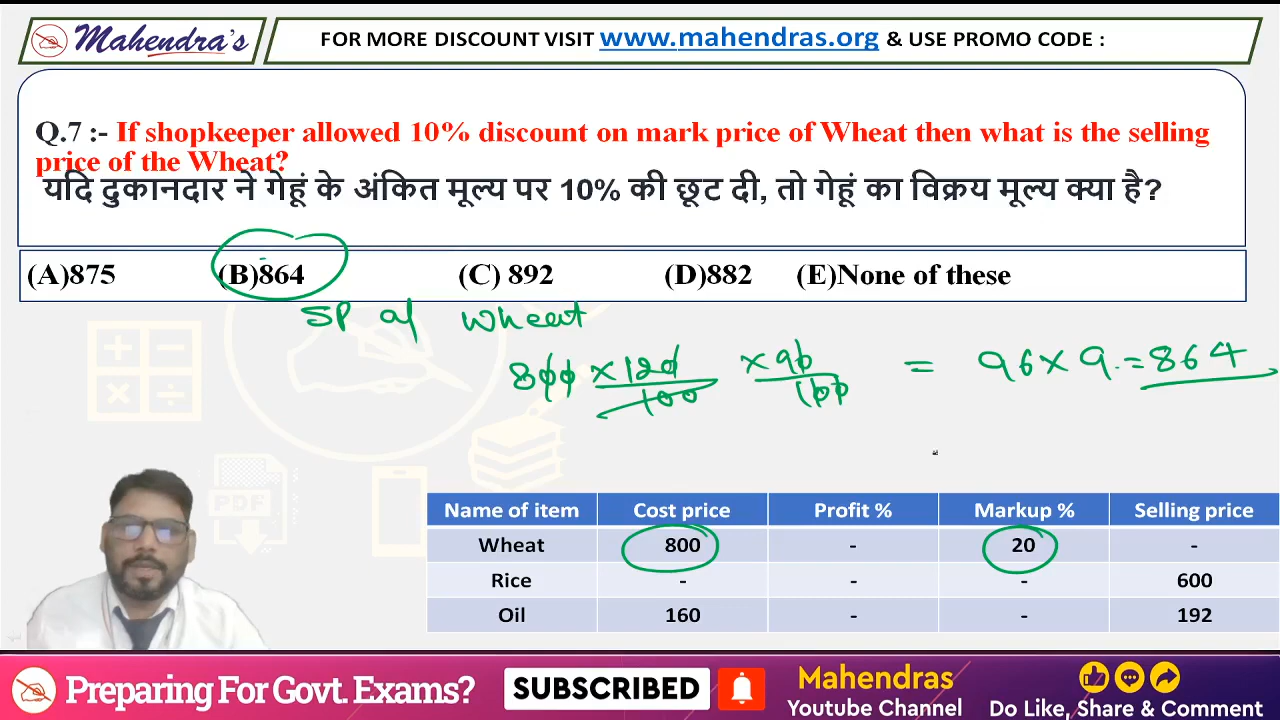 Mahendra's
FOR MORE DISCOUNT VISIT www.mahendras.org & USE PROMO CODE :
Q.7 :- If shopkeeper allowed 10% discount on mark price of Wheat then what is the selling
price of the Wheat?
यदि दुकानदार ने गेहूं के अंकित मूल्य पर 10% की छूट दी, तो गेहूं का विक्रय मूल्य क्या है?
(A)875 (B)864 (C) 892 (D)882 (E)None of these
SP of wheat
800 × 120/100 × 90/100 = 96 × 9 = 864
PDF
Name of item Cost price Profit % Markup % Selling price
Wheat 800 - 20 -
Rice - - - 600
Oil 160 - - 192
Preparing For Govt. Exams?
SUBSCRIBED
Mahendras
Youtube Channel
Do Like, Share & Comment